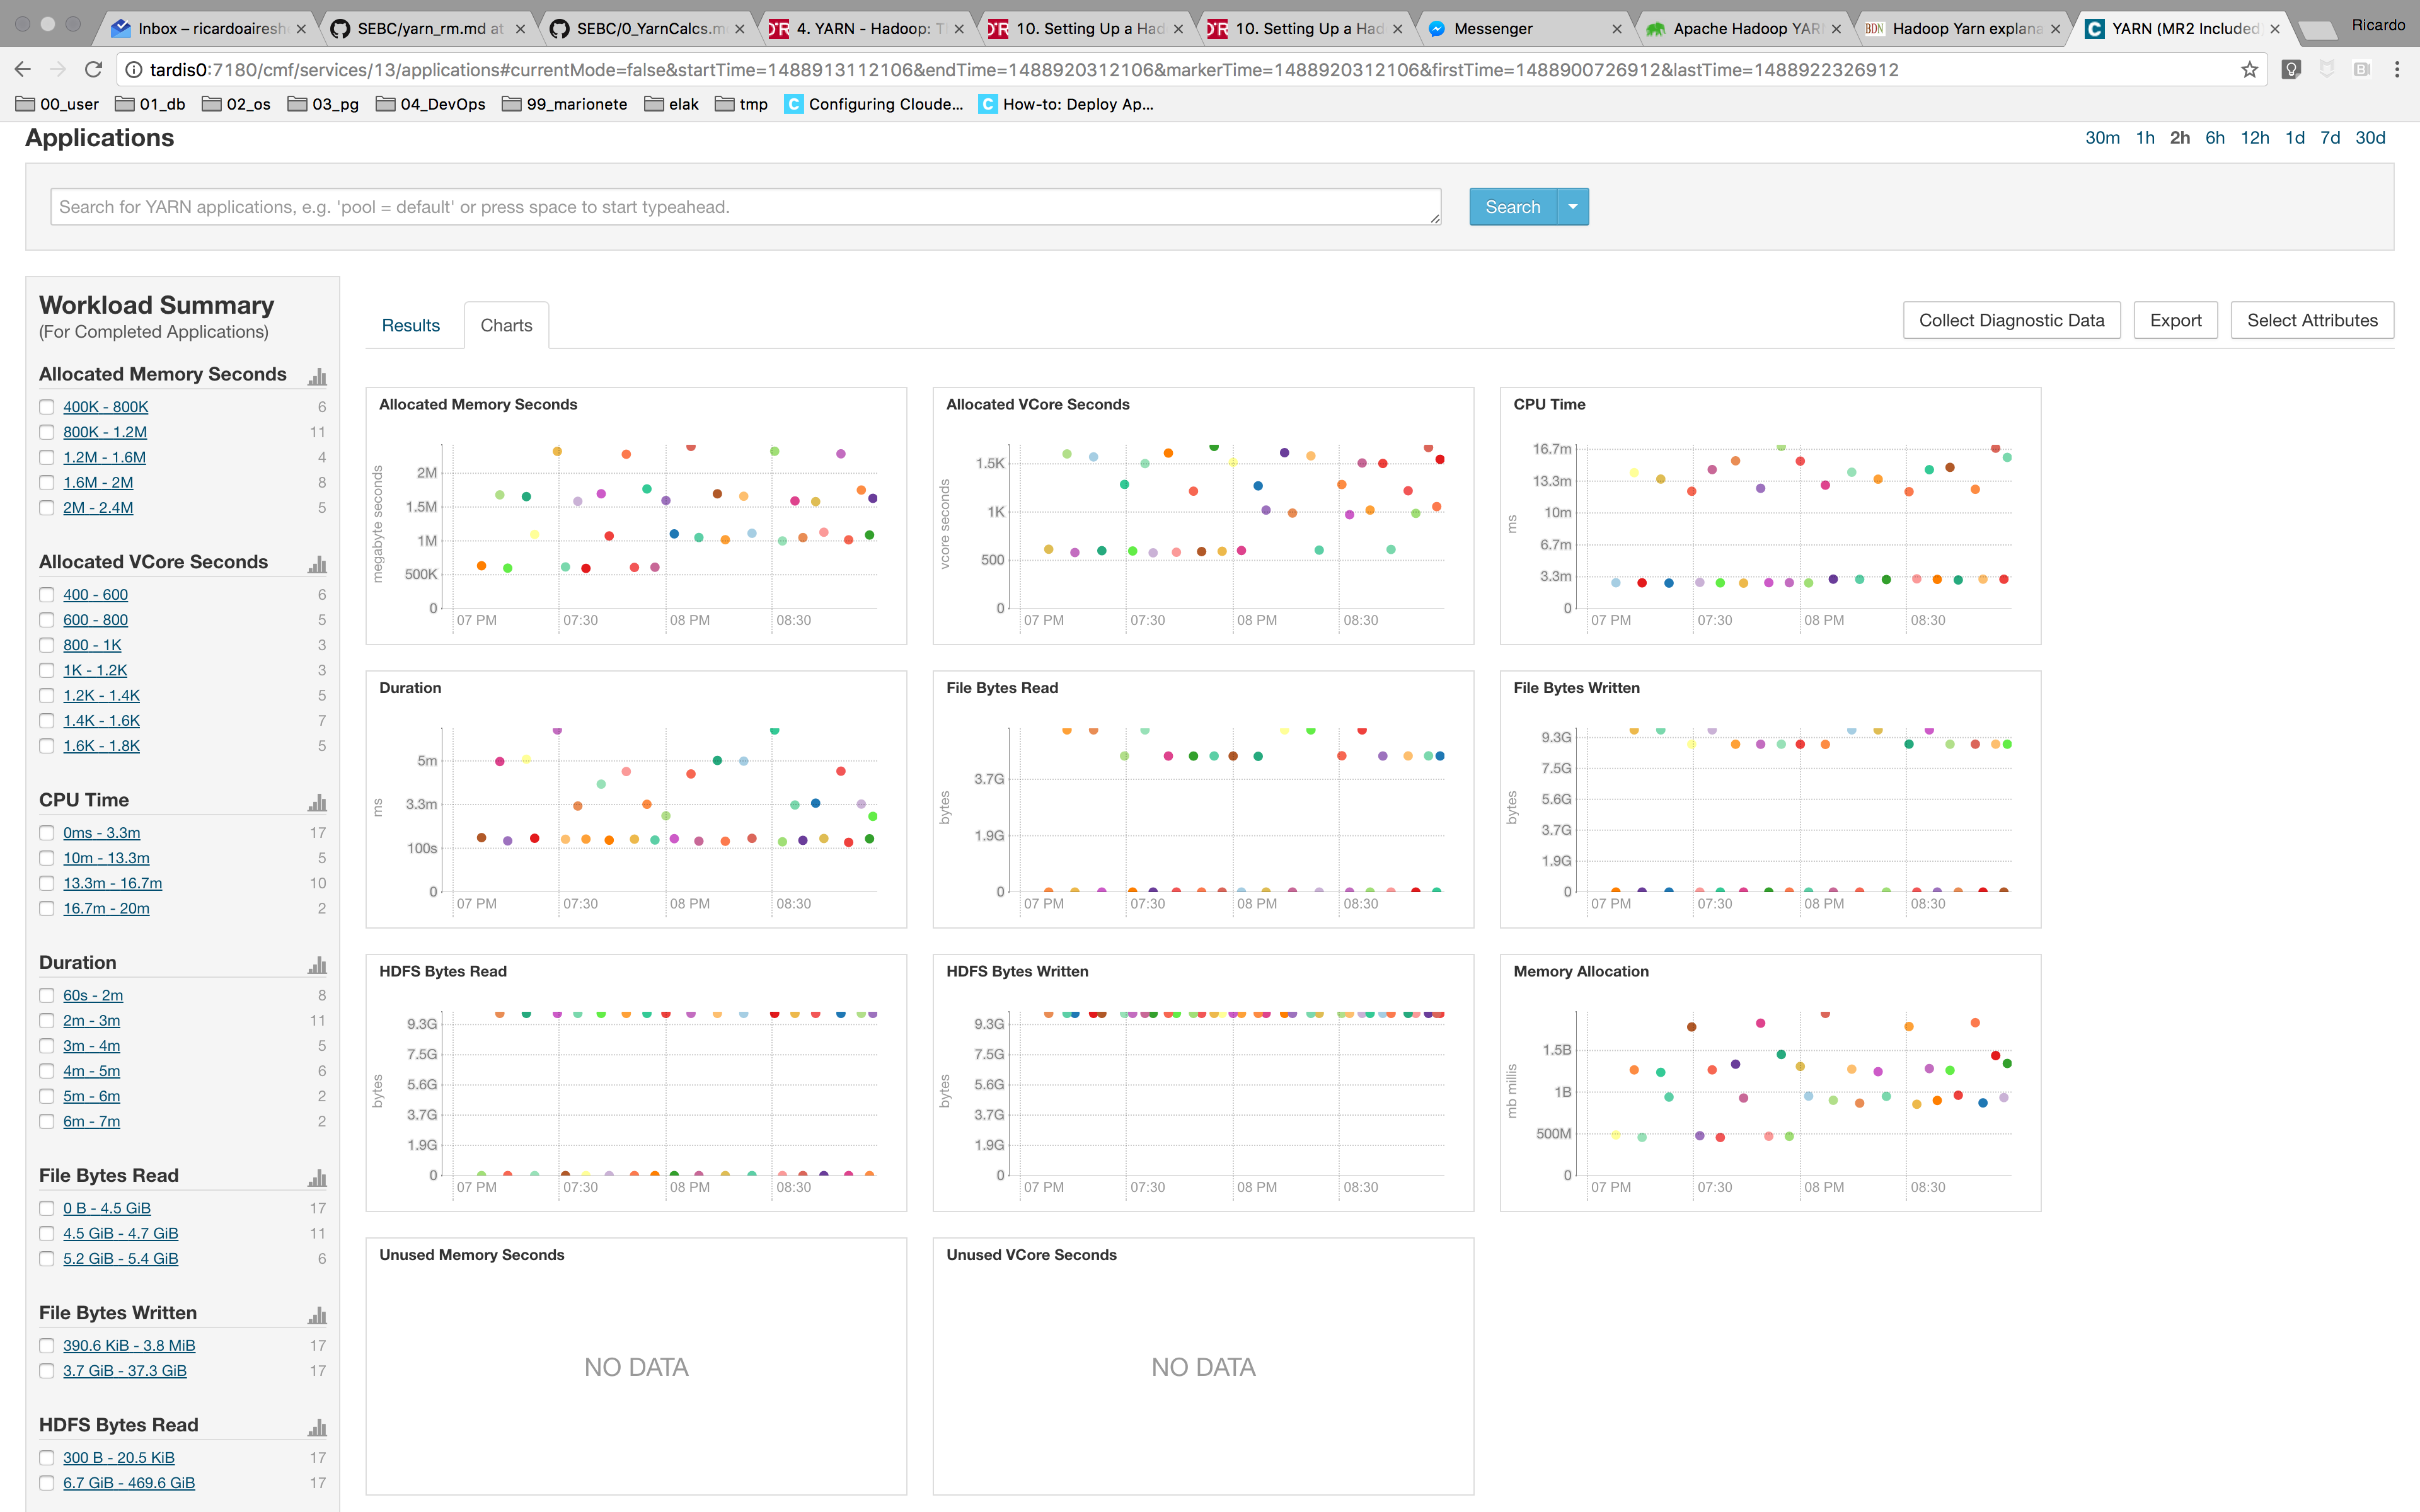 Inbox – ricardoairesh
SEBC/yarn_rm.md at
SEBC/0_YarnCalcs.m
4. YARN - Hadoop: T
10. Setting Up a Had
10. Setting Up a Had
Messenger
Apache Hadoop YAR
BDN Hadoop Yarn explana
YARN (MR2 Included
Ricardo
tardis0:7180/cmf/services/13/applications#currentMode=false&startTime=1488913112106&endTime=1488920312106&markerTime=1488920312106&firstTime=1488900726912&lastTime=1488922326912
00_user 01_db 02_os 03_pg 04_DevOps 99_marionete elak tmp Configuring Cloude... How-to: Deploy Ap...
Applications
30m 1h 2h 6h 12h 1d 7d 30d
Search for YARN applications, e.g. 'pool = default' or press space to start typeahead.
Search
Workload Summary
(For Completed Applications)
Allocated Memory Seconds
400K - 800K 6
800K - 1.2M 11
1.2M - 1.6M 4
1.6M - 2M 8
2M - 2.4M 5
Allocated VCore Seconds
400 - 600 6
600 - 800 5
800 - 1K 3
1K - 1.2K 3
1.2K - 1.4K 5
1.4K - 1.6K 7
1.6K - 1.8K 5
CPU Time
0ms - 3.3m 17
10m - 13.3m 5
13.3m - 16.7m 10
16.7m - 20m 2
Duration
60s - 2m 8
2m - 3m 11
3m - 4m 5
4m - 5m 6
5m - 6m 2
6m - 7m 2
File Bytes Read
0 B - 4.5 GiB 17
4.5 GiB - 4.7 GiB 11
5.2 GiB - 5.4 GiB 6
File Bytes Written
390.6 KiB - 3.8 MiB 17
3.7 GiB - 37.3 GiB 17
HDFS Bytes Read
300 B - 20.5 KiB 17
6.7 GiB - 469.6 GiB 17
Results Charts
Collect Diagnostic Data Export Select Attributes
Allocated Memory Seconds
megabyte seconds
2M
1.5M
1M
500K
0
07 PM 07:30 08 PM 08:30
Allocated VCore Seconds
vcore seconds
1.5K
1K
500
0
07 PM 07:30 08 PM 08:30
CPU Time
ms
16.7m
13.3m
10m
6.7m
3.3m
0
07 PM 07:30 08 PM 08:30
Duration
ms
5m
3.3m
100s
0
07 PM 07:30 08 PM 08:30
File Bytes Read
bytes
3.7G
1.9G
0
07 PM 07:30 08 PM 08:30
File Bytes Written
bytes
9.3G
7.5G
5.6G
3.7G
1.9G
0
07 PM 07:30 08 PM 08:30
HDFS Bytes Read
bytes
9.3G
7.5G
5.6G
3.7G
1.9G
0
07 PM 07:30 08 PM 08:30
HDFS Bytes Written
bytes
9.3G
7.5G
5.6G
3.7G
1.9G
0
07 PM 07:30 08 PM 08:30
Memory Allocation
mb millis
1.5B
1B
500M
0
07 PM 07:30 08 PM 08:30
Unused Memory Seconds
NO DATA
Unused VCore Seconds
NO DATA